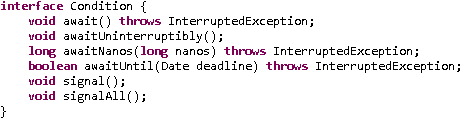 interface Condition {
    void await() throws InterruptedException;
    void awaitUninterruptibly();
    long awaitNanos(long nanos) throws InterruptedException;
    boolean awaitUntil(Date deadline) throws InterruptedException;
    void signal();
    void signalAll();
}